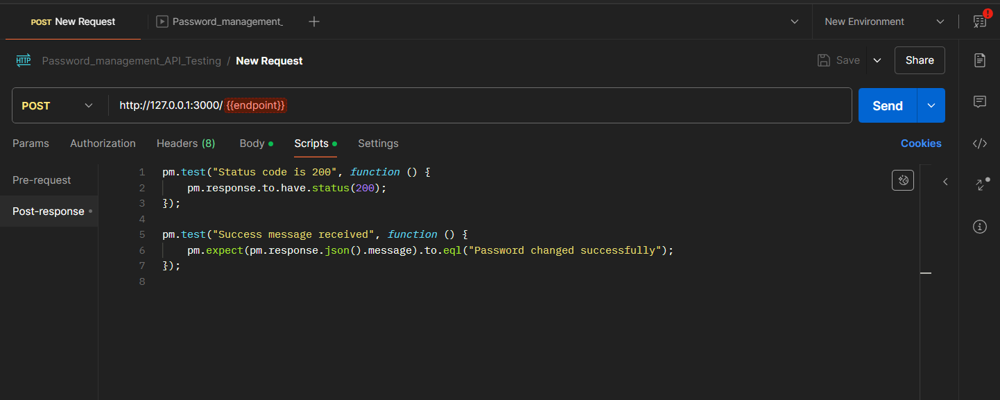 POST New Request
Password_management_
New Environment
HTTP Password_management_API_Testing / New Request
Save
Share
POST
http://127.0.0.1:3000/{{endpoint}}
Send
Params Authorization Headers (8) Body Scripts Settings
Cookies
Pre-request
Post-response
1 pm.test("Status code is 200", function () {
2     pm.response.to.have.status(200);
3 });
4
5 pm.test("Success message received", function () {
6     pm.expect(pm.response.json().message).to.eql("Password changed successfully");
7 });
8